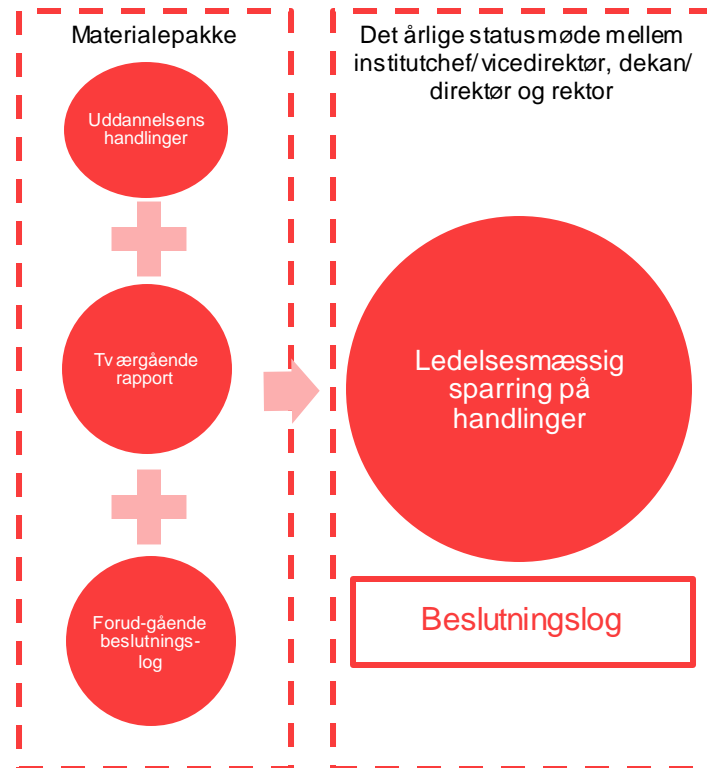 Materialepakke
Uddannelsens
handlinger
Tværgående
rapport
Forud-gående
beslutnings-
log
Det årlige statusmøde mellem
institutchef/vicedirektør, dekan/
direktør og rektor
Ledelsesmæssig
sparring på
handlinger
Beslutningslog